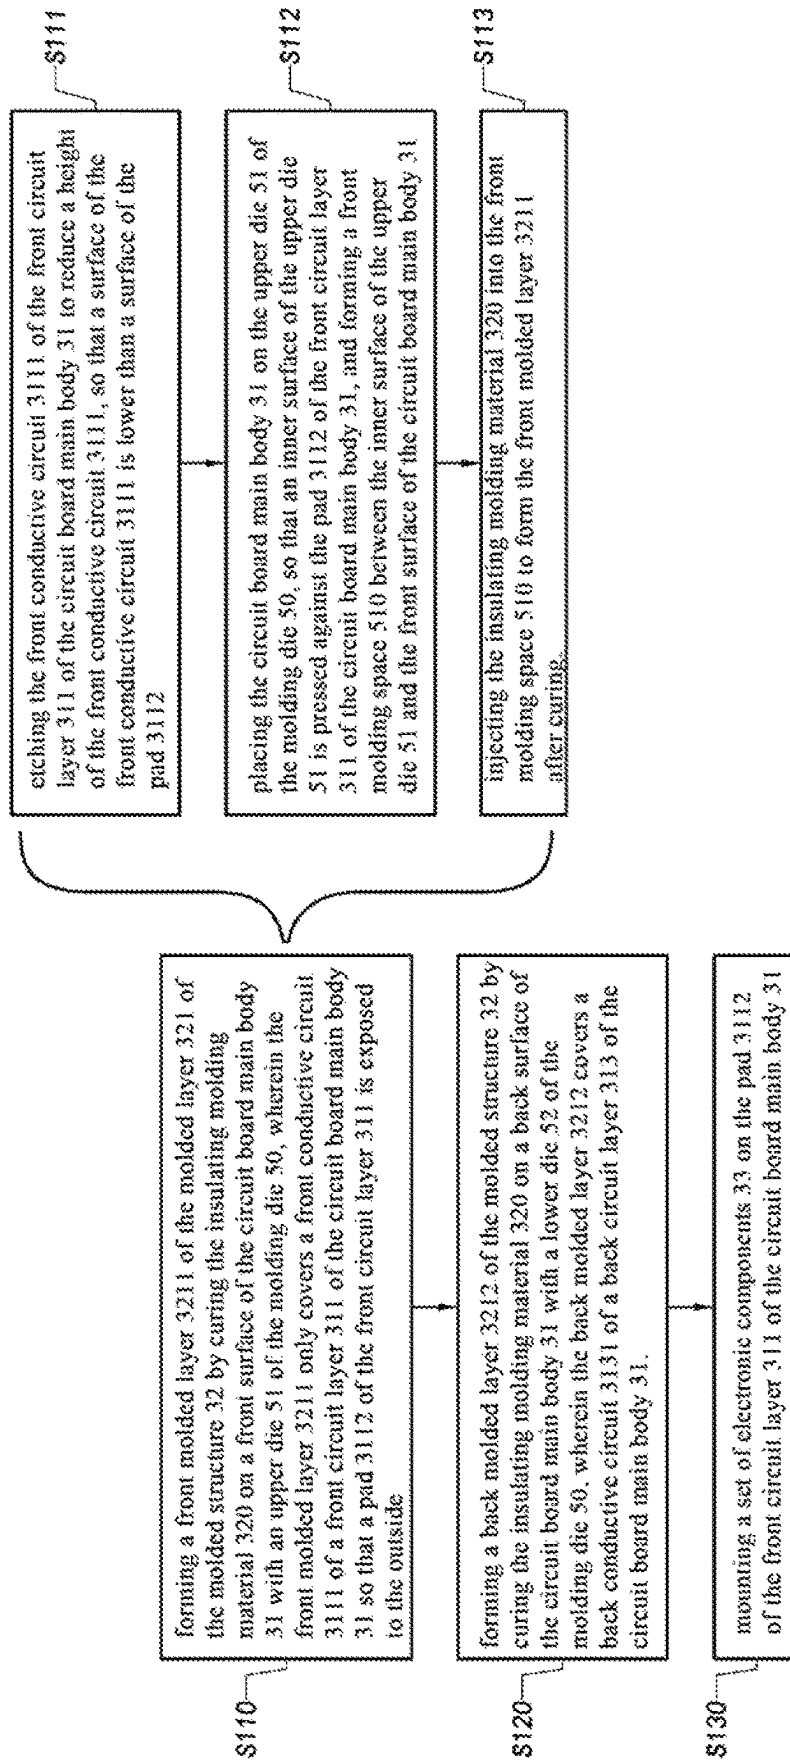 S110
forming a front molded layer 3211 of the molded layer 321 of
the molded structure 32 by curing the insulating molding
material 320 on a front surface of the circuit board main body
31 with an upper die 51 of the molding die 50, wherein the
front molded layer 3211 only covers a front conductive circuit
3111 of a front circuit layer 311 of the circuit board main body
31 so that a pad 3112 of the front circuit layer 311 is exposed
to the outside
S120
forming a back molded layer 3212 of the molded structure 32 by
curing the insulating molding material 320 on a back surface of
the circuit board main body 31 with a lower die 52 of the
molding die 50, wherein the back molded layer 3212 covers a
back conductive circuit 3131 of a back circuit layer 313 of the
circuit board main body 31.
S130
mounting a set of electronic components 33 on the pad 3112
of the front circuit layer 311 of the circuit board main body 31
S111
etching the front conductive circuit 3111 of the front circuit
layer 311 of the circuit board main body 31 to reduce a height
of the front conductive circuit 3111, so that a surface of the
front conductive circuit 3111 is lower than a surface of the
pad 3112
S112
placing the circuit board main body 31 on the upper die 51 of
the molding die 50, so that an inner surface of the upper die
51 is pressed against the pad 3112 of the front circuit layer
311 of the circuit board main body 31, and forming a front
molding space 510 between the inner surface of the upper
die 51 and the front surface of the circuit board main body 31
S113
injecting the insulating molding material 320 into the front
molding space 510 to form the front molded layer 3211
after curing.